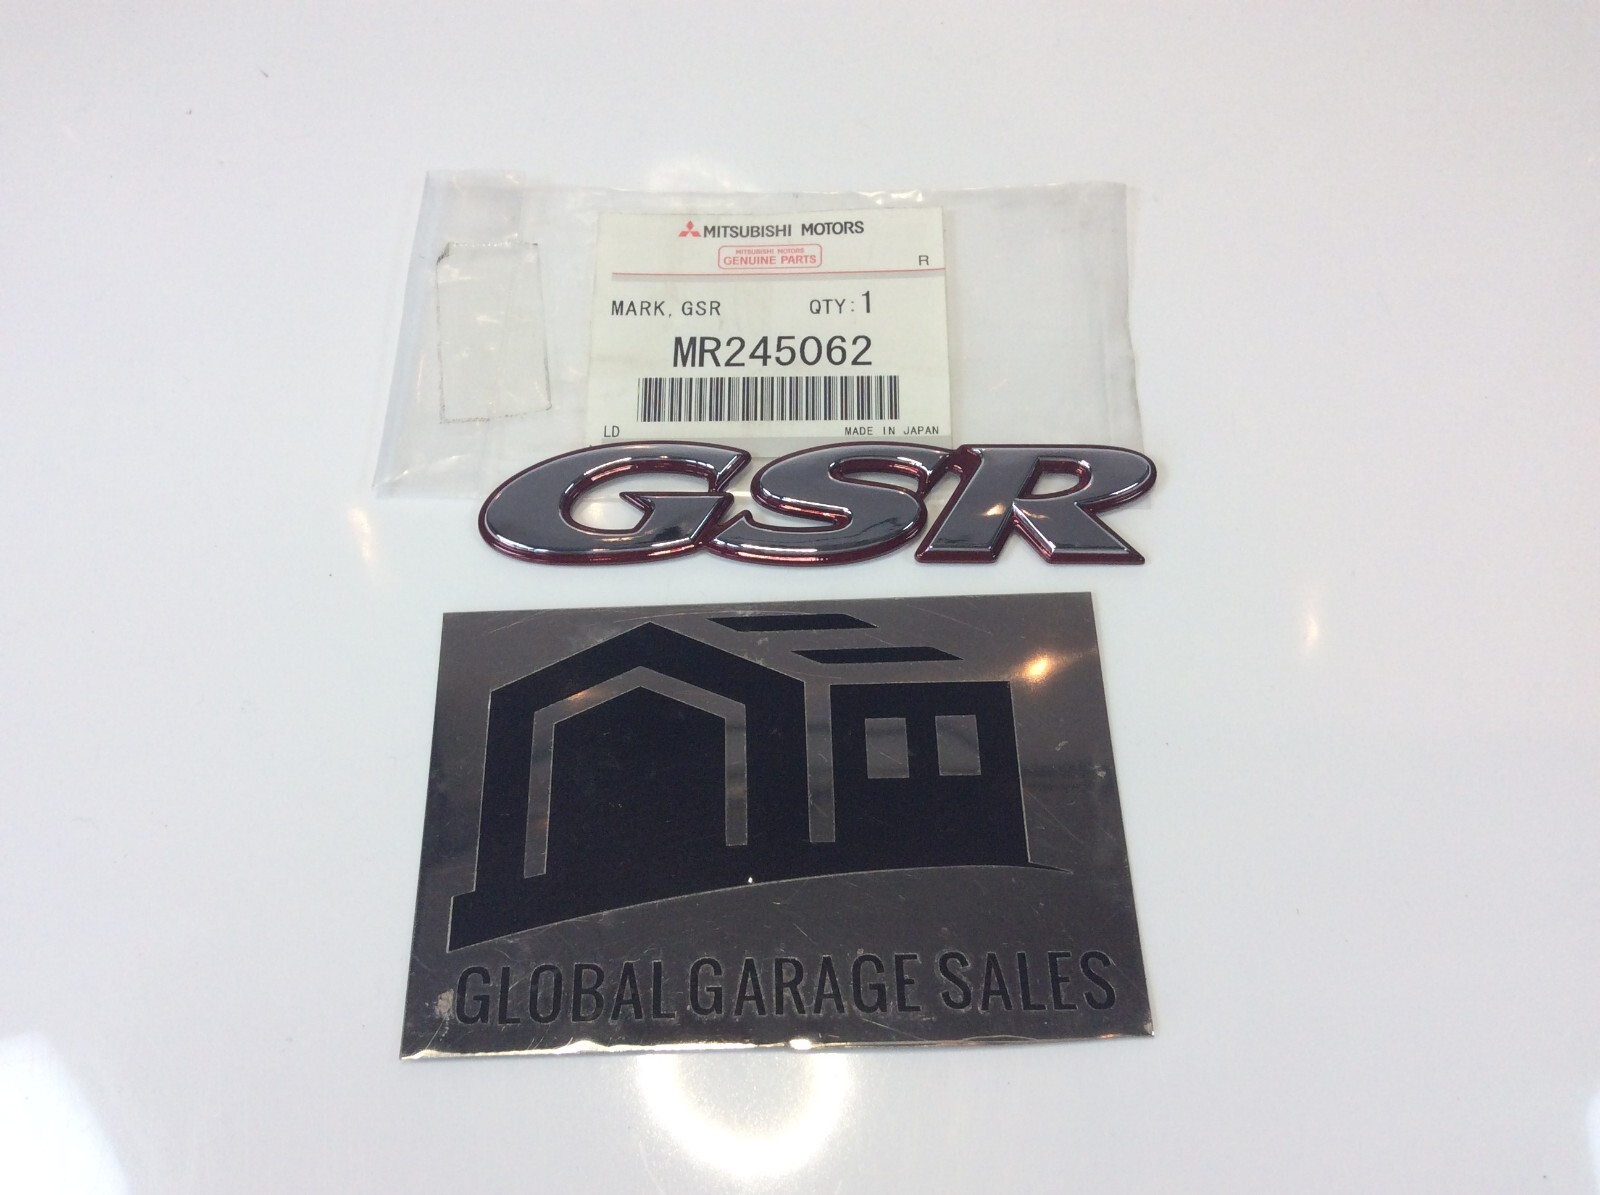 MITSUBISHI MOTORS
MITSUBISHI MOTORS
GENUINE PARTS
R
MARK, GSR QTY: 1
MR245062
LD MADE IN JAPAN
GSR
GLOBAL GARAGE SALES